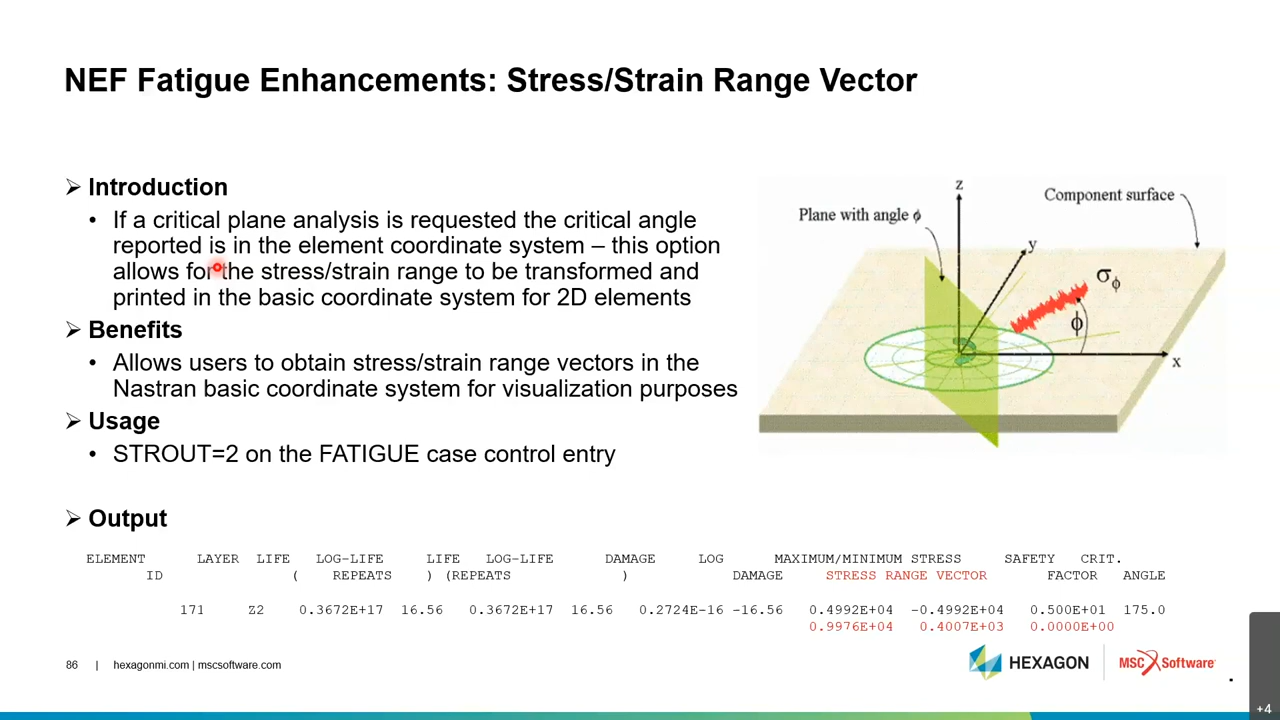 NEF Fatigue Enhancements: Stress/Strain Range Vector
➢ Introduction
• If a critical plane analysis is requested the critical angle
reported is in the element coordinate system – this option
allows for the stress/strain range to be transformed and
printed in the basic coordinate system for 2D elements
➢ Benefits
• Allows users to obtain stress/strain range vectors in the
Nastran basic coordinate system for visualization purposes
➢ Usage
• STROUT=2 on the FATIGUE case control entry
z
Component surface
Plane with angle ϕ
y
σϕ
ϕ
x
➢ Output
ELEMENT LAYER LIFE LOG-LIFE LIFE LOG-LIFE DAMAGE LOG MAXIMUM/MINIMUM STRESS SAFETY CRIT.
ID ( REPEATS ) (REPEATS ) DAMAGE STRESS RANGE VECTOR FACTOR ANGLE
171 Z2 0.3672E+17 16.56 0.3672E+17 16.56 0.2724E-16 -16.56 0.4992E+04 -0.4992E+04 0.500E+01 175.0
0.9976E+04 0.4007E+03 0.0000E+00
86 | hexagonmi.com | mscsoftware.com
HEXAGON
MSC Software
+4